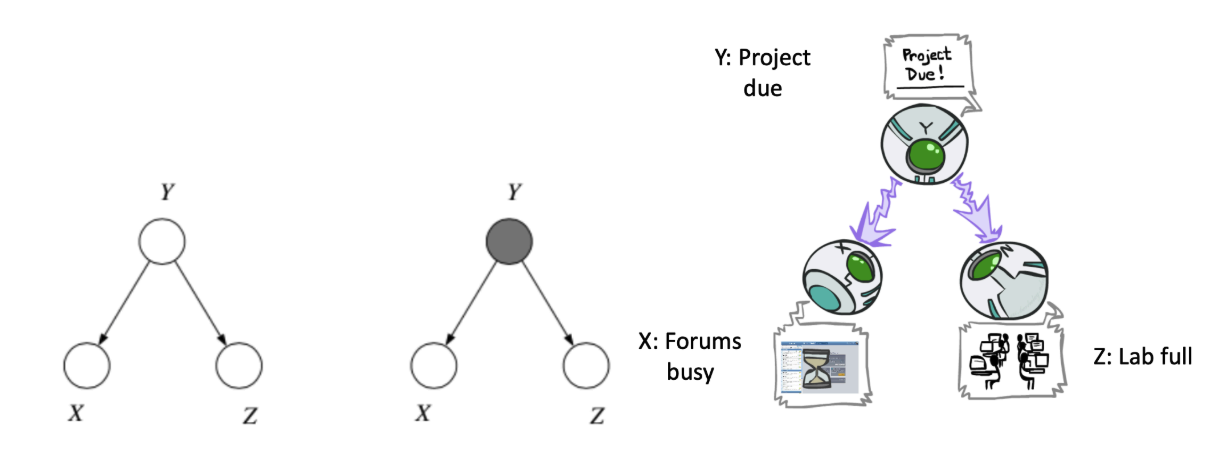 Y
X
Z
Y
X
Z
Y: Project
due
Project
Due!
Y
X
Z
X: Forums
busy
Z: Lab full